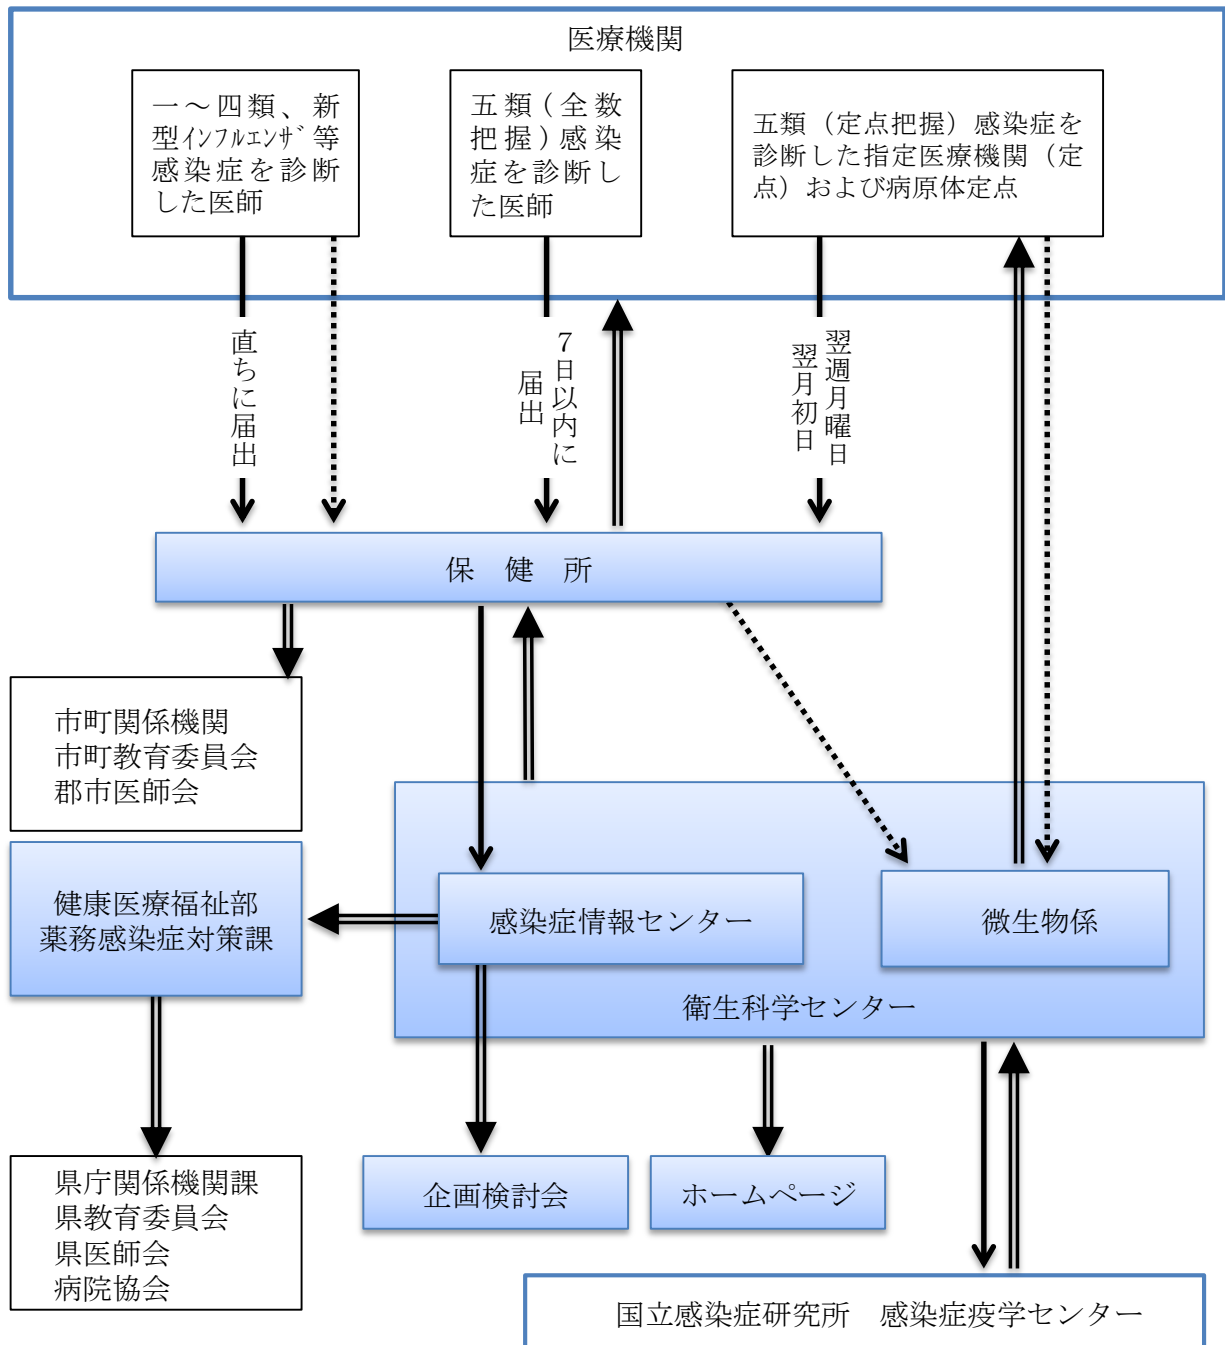 医療機関
一～四類、新
型ｲﾝﾌﾙｴﾝｻﾞ等
感染症を診断
した医師
五類（全数
把握）感染
症を診断し
た医師
五類（定点把握）感染症を
診断した指定医療機関（定
点）および病原体定点
直ちに届出
7日以内に
届出
翌週月曜日
翌月初日
保　健　所
市町関係機関
市町教育委員会
郡市医師会
健康医療福祉部
薬務感染症対策課
感染症情報センター
微生物係
衛生科学センター
県庁関係機関課
県教育委員会
県医師会
病院協会
企画検討会
ホームページ
国立感染症研究所　感染症疫学センター